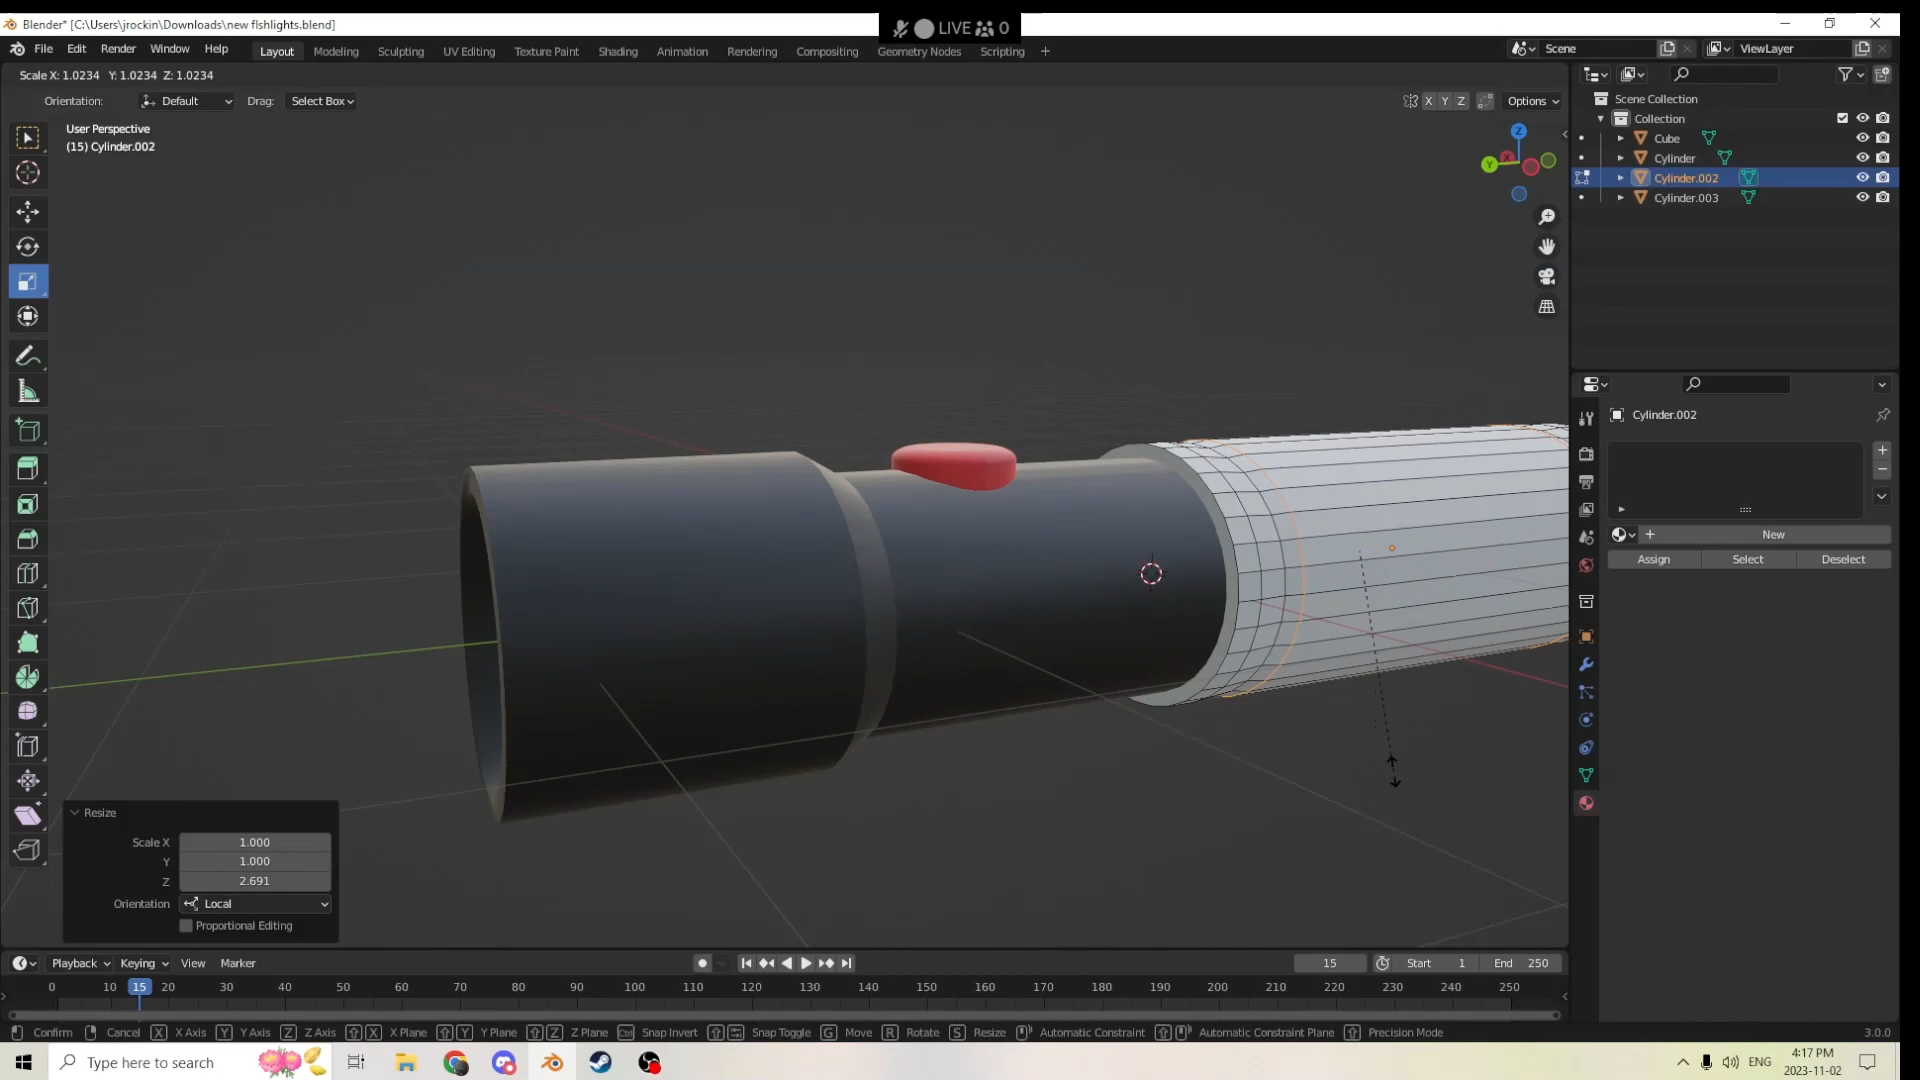 Blender* [C:\Users\jrockin\Downloads\new flshlights.blend]
LIVE 0
File Edit Render Window Help Layout Modeling Sculpting UV Editing Texture Paint Shading Animation Rendering Compositing Geometry Nodes Scripting + Scene ViewLayer
Scale X: 1.0234 Y: 1.0234 Z: 1.0234
Orientation: Default Drag: Select Box X Y Z Options
User Perspective
(15) Cylinder.002
Z
Y
X
Scene Collection
Collection
Cube
Cylinder
Cylinder.002
Cylinder.003
Cylinder.002
New
Assign Select Deselect
Resize
Scale X 1.000
Y 1.000
Z 2.691
Orientation Local
Proportional Editing
Playback Keying View Marker 15 Start 1 End 250
0 10 15 20 30 40 50 60 70 80 90 100 110 120 130 140 150 160 170 180 190 200 210 220 230 240 250
Confirm Cancel X X Axis Y Y Axis Z Z Axis X X Plane Y Y Plane Z Z Plane Ctrl Snap Invert Snap Toggle G Move R Rotate S Resize Automatic Constraint Automatic Constraint Plane Precision Mode 3.0.0
Type here to search
ENG
4:17 PM
2023-11-02